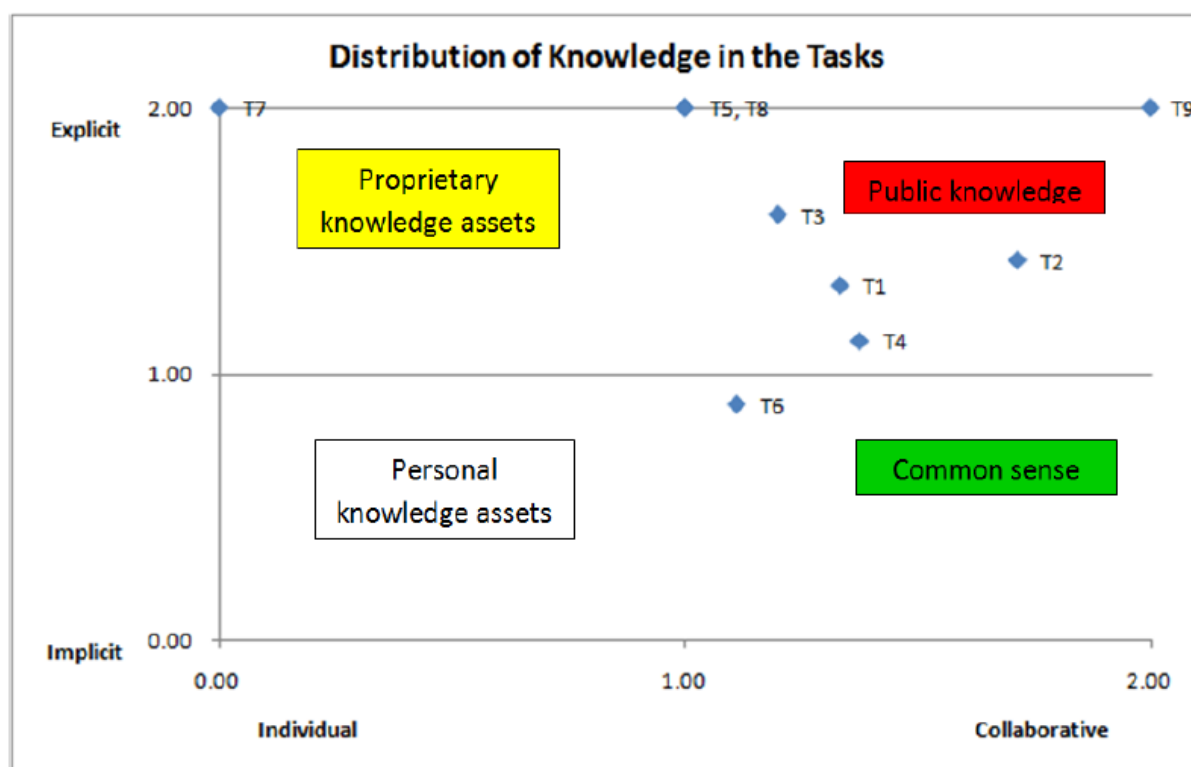 Distribution of Knowledge in the Tasks
2.00
Explicit
T7
T5, T8
T9
Proprietary
knowledge assets
Public knowledge
T3
T2
T1
T4
1.00
T6
Personal
knowledge assets
Common sense
0.00
Implicit
0.00
1.00
2.00
Individual
Collaborative